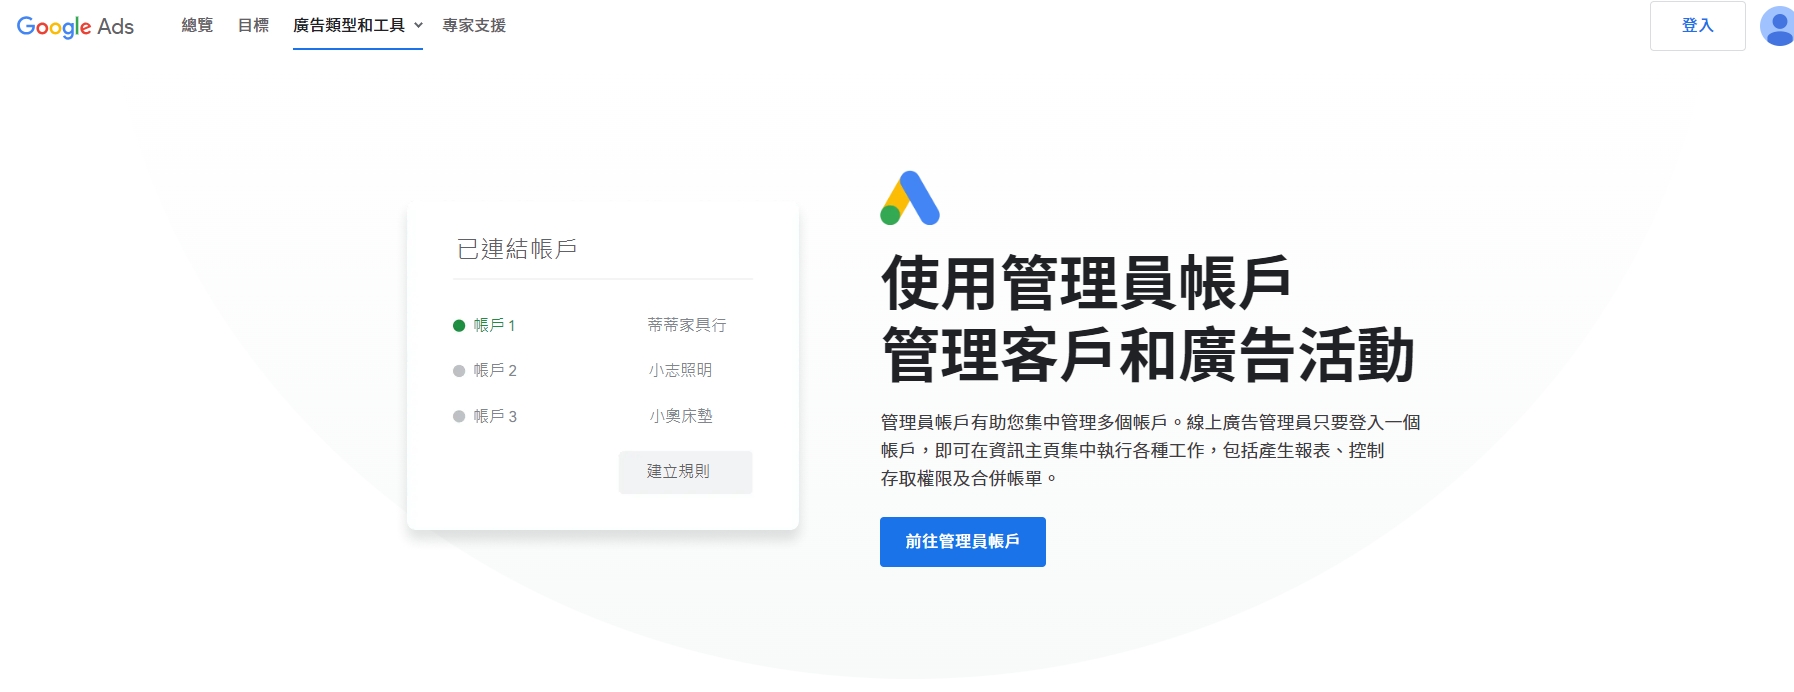 Google Ads
總覽
目標
廣告類型和工具
專家支援
登入
已連結帳戶
帳戶 1
蒂蒂家具行
帳戶 2
小志照明
帳戶 3
小奧床墊
建立規則
使用管理員帳戶
管理客戶和廣告活動
管理員帳戶有助您集中管理多個帳戶。線上廣告管理員只要登入一個
帳戶，即可在資訊主頁集中執行各種工作，包括產生報表、控制
存取權限及合併帳單。
前往管理員帳戶